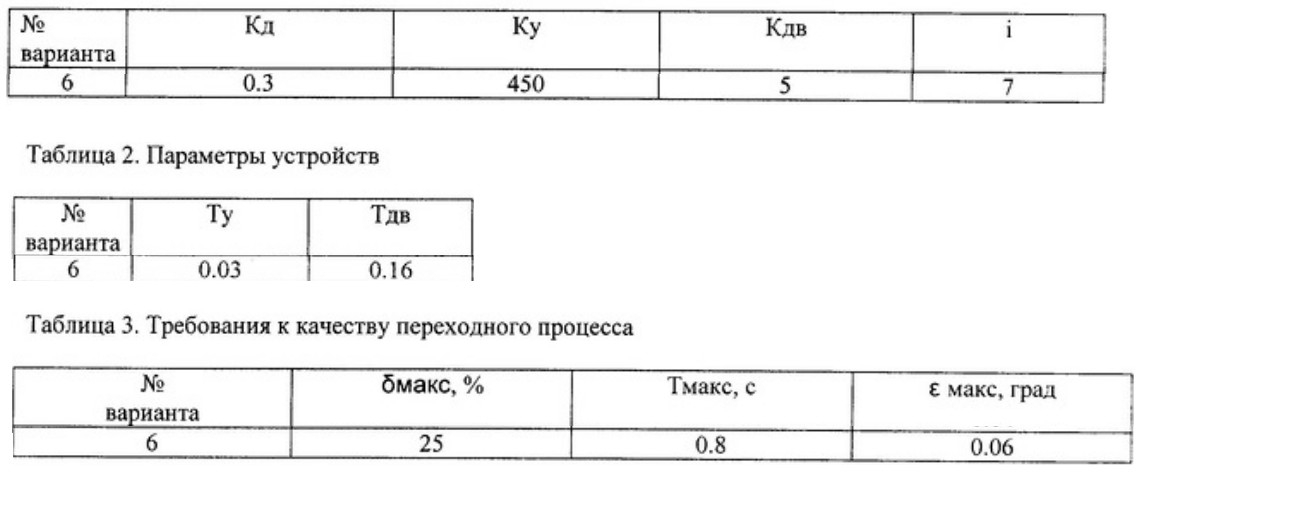 № Кд Ку Кдв i
варианта
6 0.3 450 5 7
Таблица 2. Параметры устройств
№ Ту Тдв
варианта
6 0.03 0.16
Таблица 3. Требования к качеству переходного процесса
№ δмакс, % Тмакс, с ε макс, град
варианта
6 25 0.8 0.06